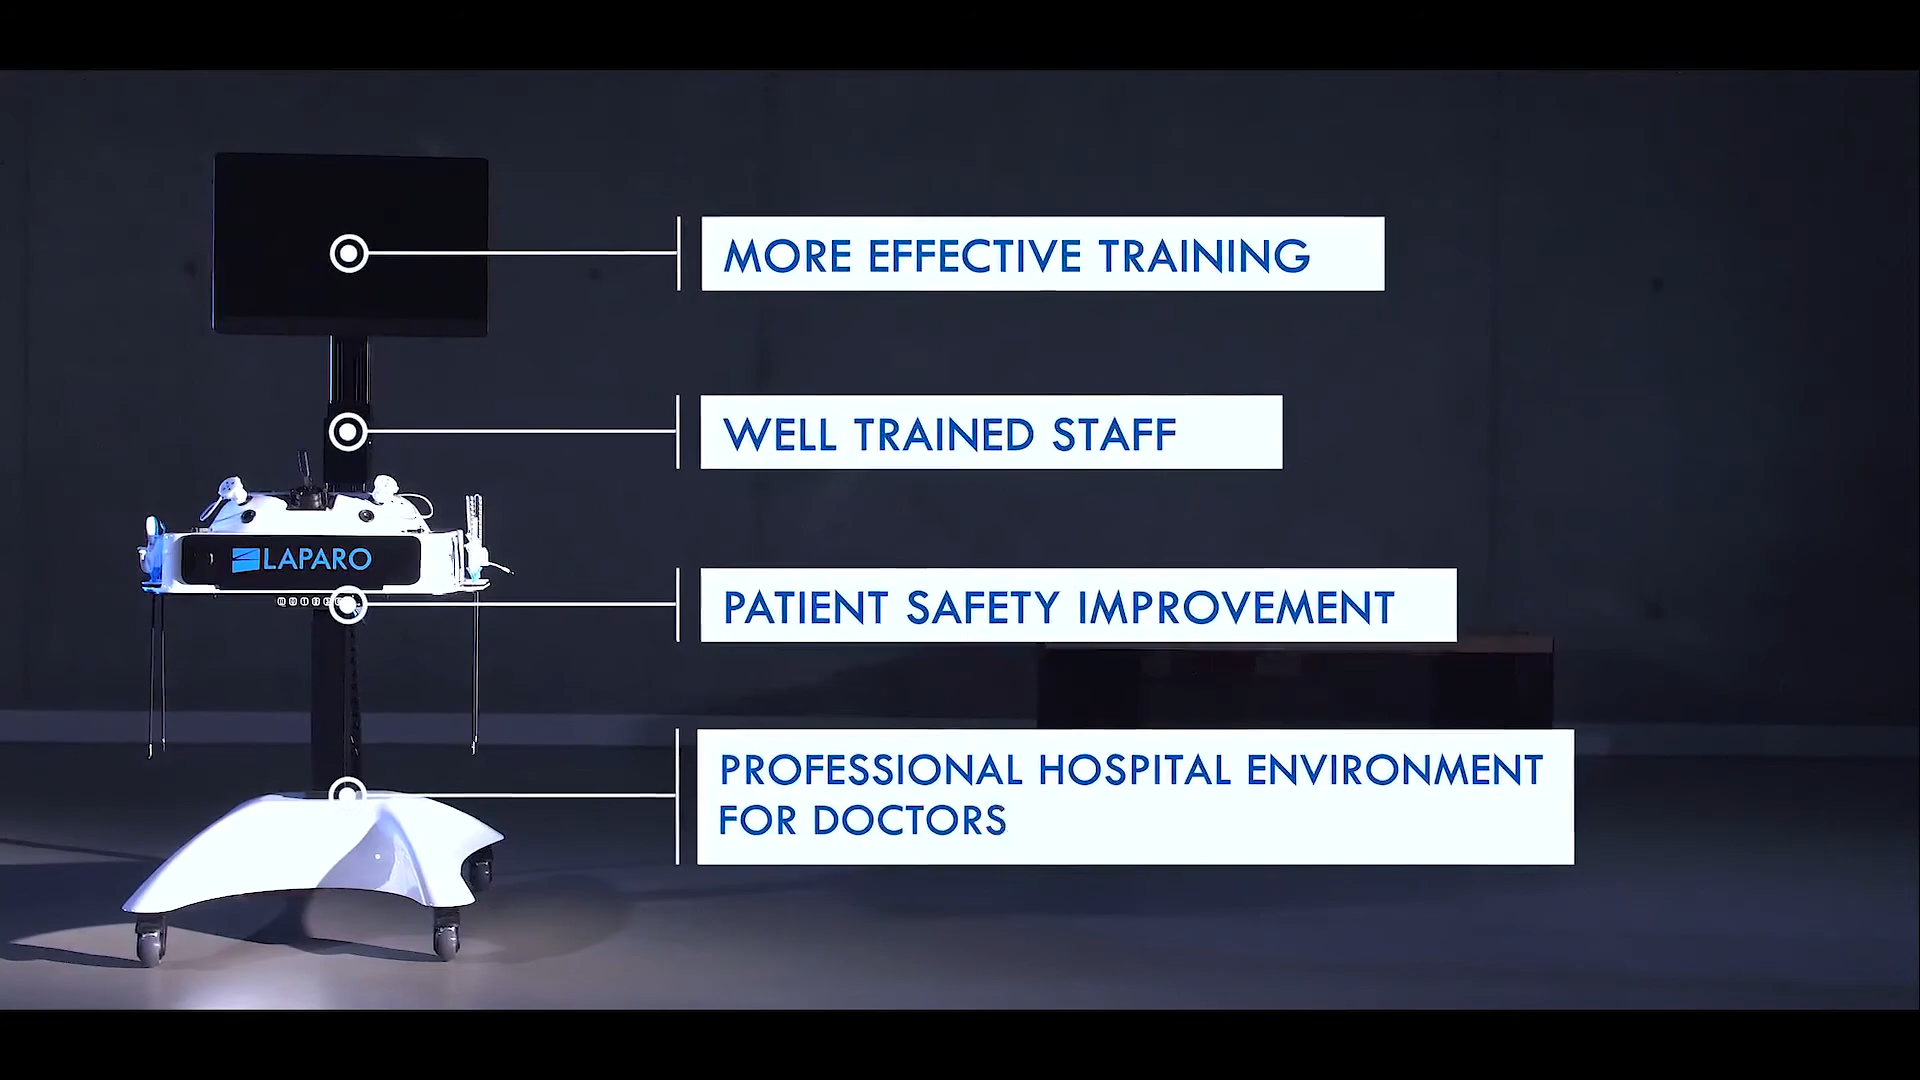 MORE EFFECTIVE TRAINING
WELL TRAINED STAFF
LAPARO
PATIENT SAFETY IMPROVEMENT
PROFESSIONAL HOSPITAL ENVIRONMENT
FOR DOCTORS